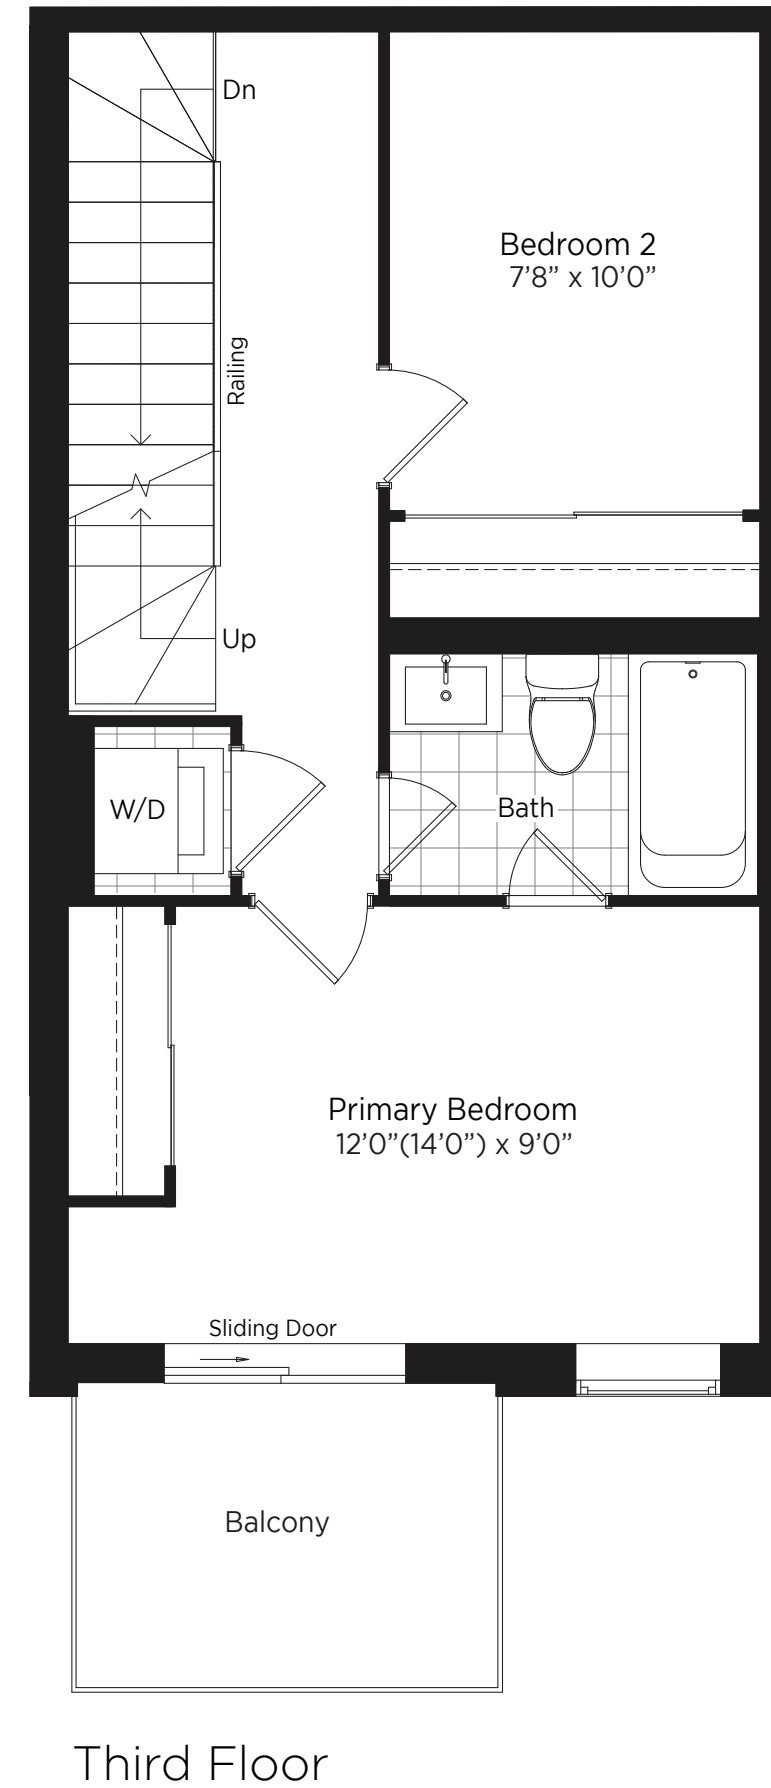 Dn
Bedroom 2
7’8” x 10’0”
Railing
Up
W/D
Bath
Primary Bedroom
12’0”(14’0”) x 9’0”
Sliding Door
Balcony
Third Floor